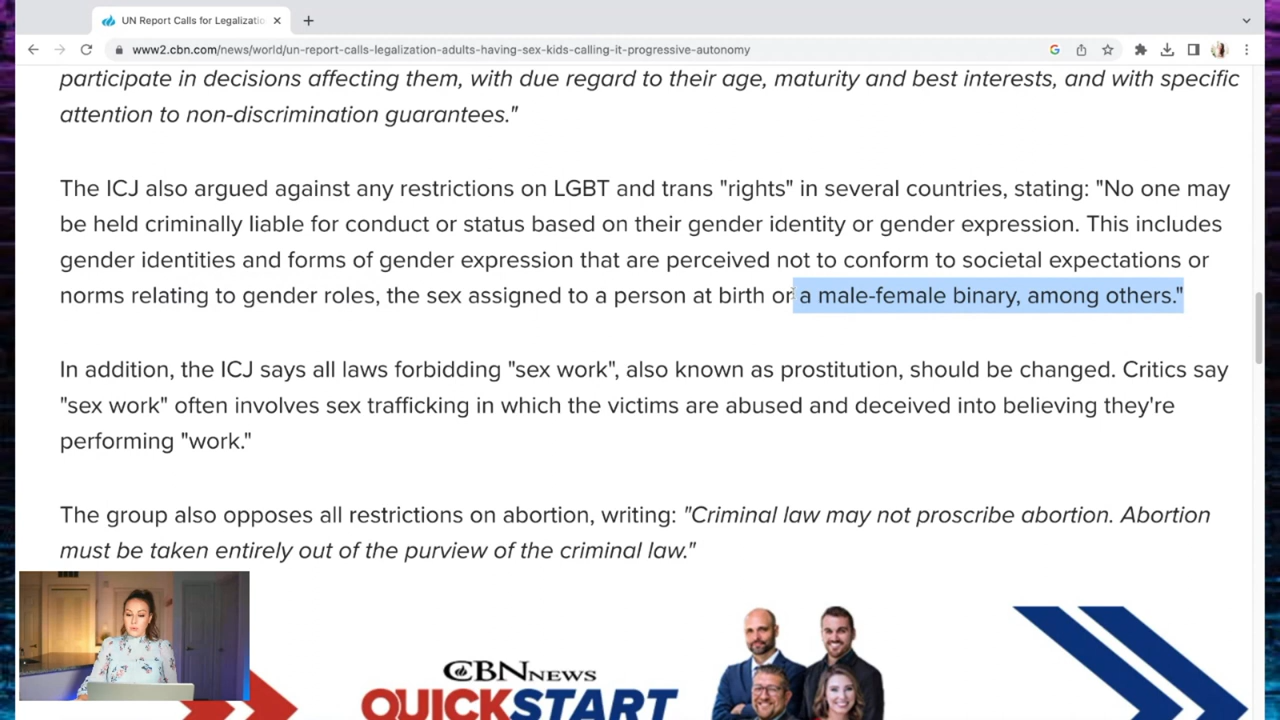 UN Report Calls for Legalizatio
www2.cbn.com/news/world/un-report-calls-legalization-adults-having-sex-kids-calling-it-progressive-autonomy
participate in decisions affecting them, with due regard to their age, maturity and best interests, and with specific
attention to non-discrimination guarantees."
The ICJ also argued against any restrictions on LGBT and trans "rights" in several countries, stating: "No one may
be held criminally liable for conduct or status based on their gender identity or gender expression. This includes
gender identities and forms of gender expression that are perceived not to conform to societal expectations or
norms relating to gender roles, the sex assigned to a person at birth or a male-female binary, among others."
In addition, the ICJ says all laws forbidding "sex work", also known as prostitution, should be changed. Critics say
"sex work" often involves sex trafficking in which the victims are abused and deceived into believing they're
performing "work."
The group also opposes all restrictions on abortion, writing: "Criminal law may not proscribe abortion. Abortion
must be taken entirely out of the purview of the criminal law."
CBN NEWS
QUICKSTART